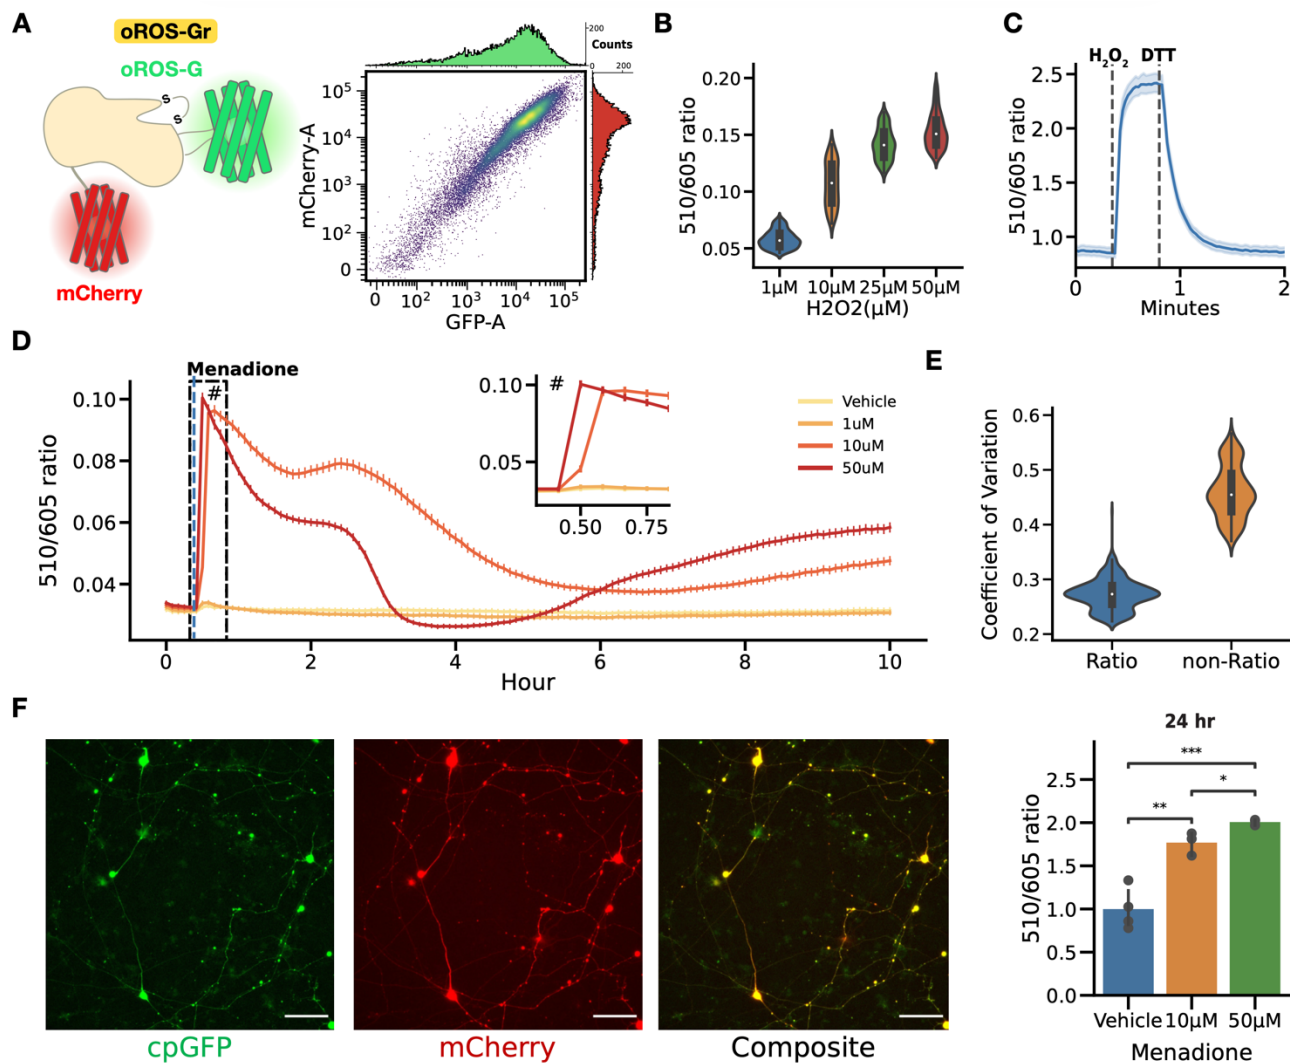 A
oROS-Gr
oROS-G
s
s
mCherry
200
0
Counts
0 200
mCherry-A
10⁵
10⁴
10³
10²
0
0 10² 10³ 10⁴ 10⁵
GFP-A
B
510/605 ratio
0.20
0.15
0.10
0.05
1μM 10μM 25μM 50μM
H2O2(μM)
C
H₂O₂ DTT
510/605 ratio
2.5
2.0
1.5
1.0
0 1 2
Minutes
D
Menadione
#
510/605 ratio
0.10
0.08
0.06
0.04
0 2 4 6 8 10
Hour
#
0.10
0.05
0.50 0.75
Vehicle
1uM
10uM
50uM
E
Coefficient of Variation
0.6
0.5
0.4
0.3
0.2
Ratio non-Ratio
F
cpGFP
mCherry
Composite
24 hr
***
*
**
510/605 ratio
2.5
2.0
1.5
1.0
0.5
0.0
Vehicle 10μM 50μM
Menadione